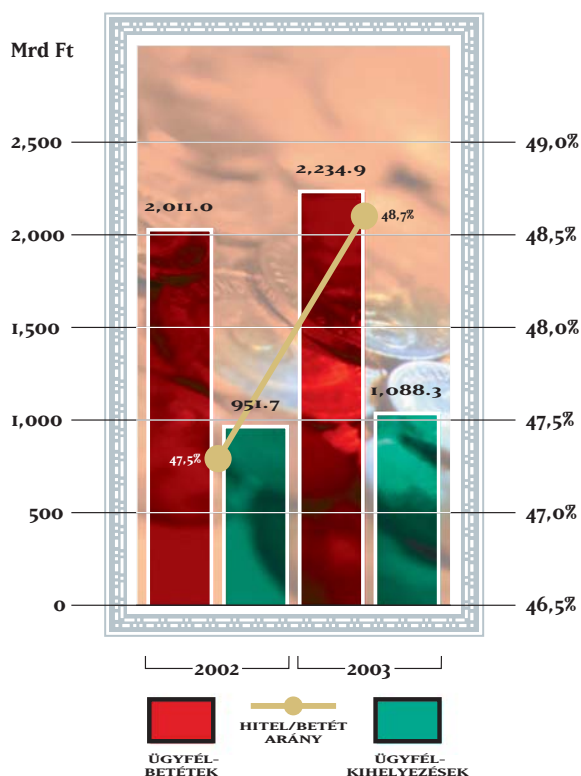 Mrd Ft
2,500
2,000
1,500
1,000
500
0
49,0%
48,5%
48,0%
47,5%
47,0%
46,5%
2,011.0
951.7
2,234.9
1,088.3
47,5%
48,7%
2002
2003
ÜGYFÉL-
BETÉTEK
HITEL/BETÉT
ARÁNY
ÜGYFÉL-
KIHELYEZÉSEK